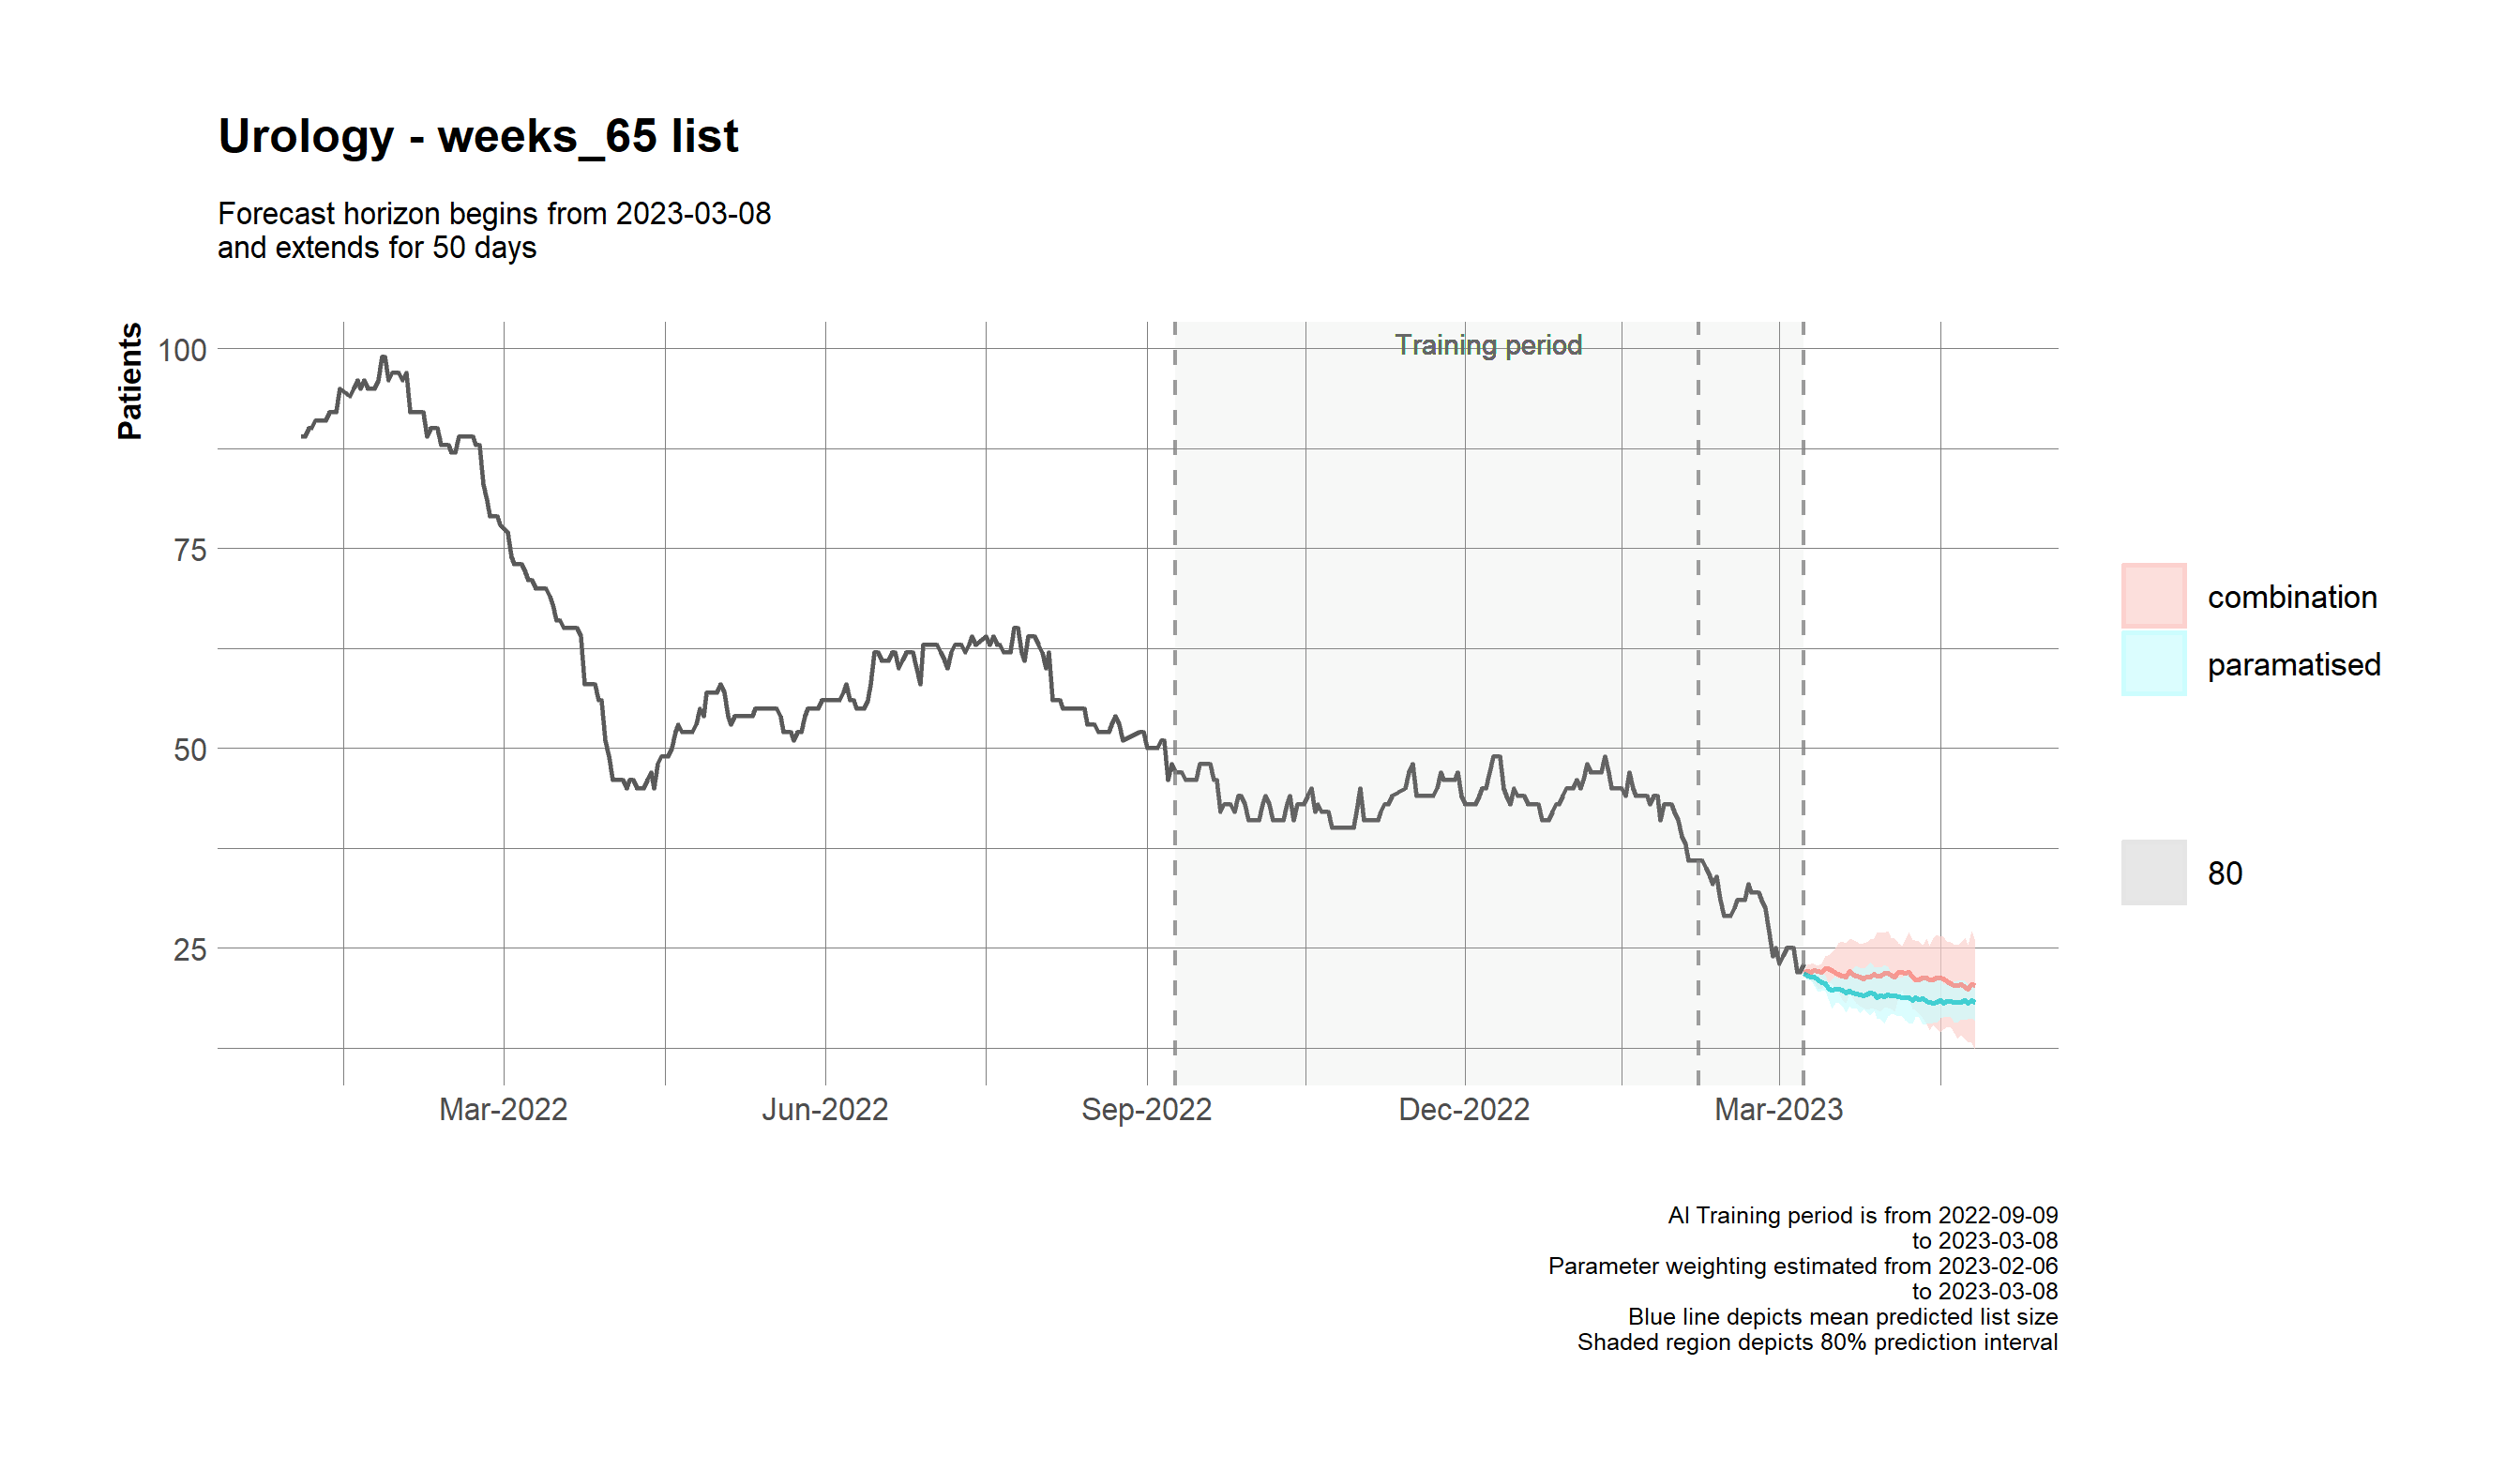 Urology - weeks_65 list
Forecast horizon begins from 2023-03-08
and extends for 50 days
Patients
100
75
50
25
Training period
Mar-2022
Jun-2022
Sep-2022
Dec-2022
Mar-2023
combination
paramatised
80
AI Training period is from 2022-09-09
to 2023-03-08
Parameter weighting estimated from 2023-02-06
to 2023-03-08
Blue line depicts mean predicted list size
Shaded region depicts 80% prediction interval